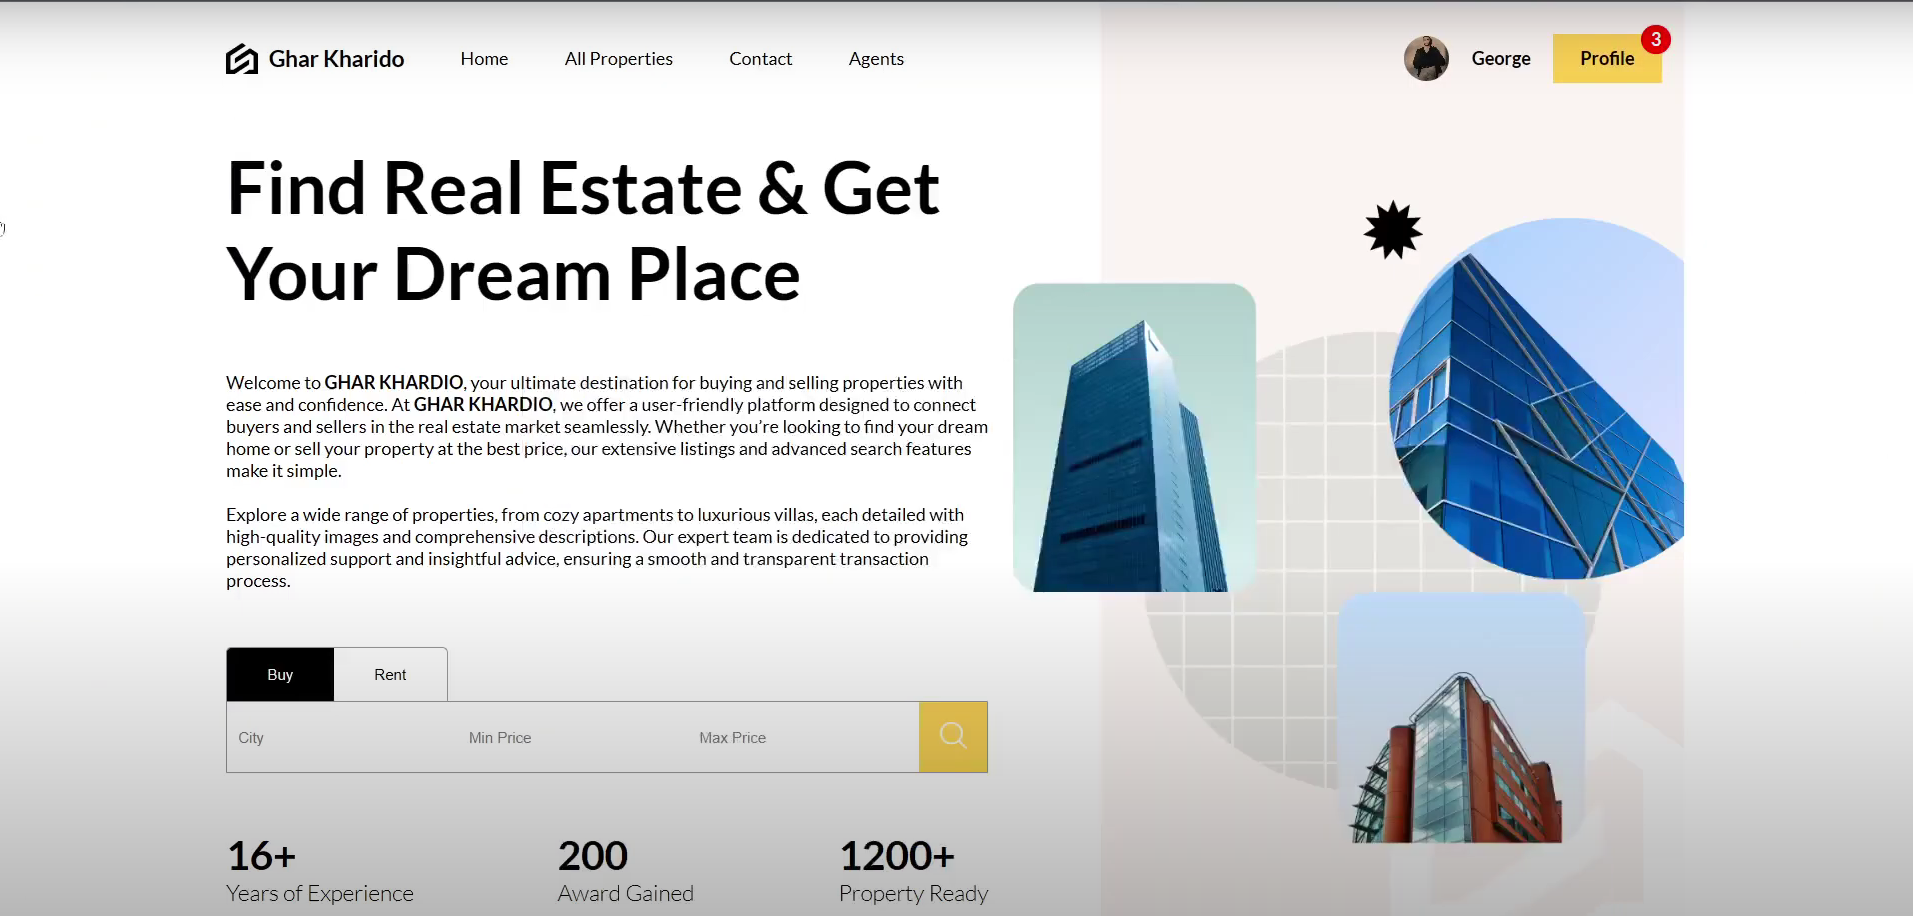 Ghar Kharido
Home
All Properties
Contact
Agents
George
Profile
3
Find Real Estate & Get
Your Dream Place
Welcome to GHAR KHARDIO, your ultimate destination for buying and selling properties with
ease and confidence. At GHAR KHARDIO, we offer a user-friendly platform designed to connect
buyers and sellers in the real estate market seamlessly. Whether you’re looking to find your dream
home or sell your property at the best price, our extensive listings and advanced search features
make it simple.
Explore a wide range of properties, from cozy apartments to luxurious villas, each detailed with
high-quality images and comprehensive descriptions. Our expert team is dedicated to providing
personalized support and insightful advice, ensuring a smooth and transparent transaction
process.
Buy
Rent
City
Min Price
Max Price
16+
Years of Experience
200
Award Gained
1200+
Property Ready